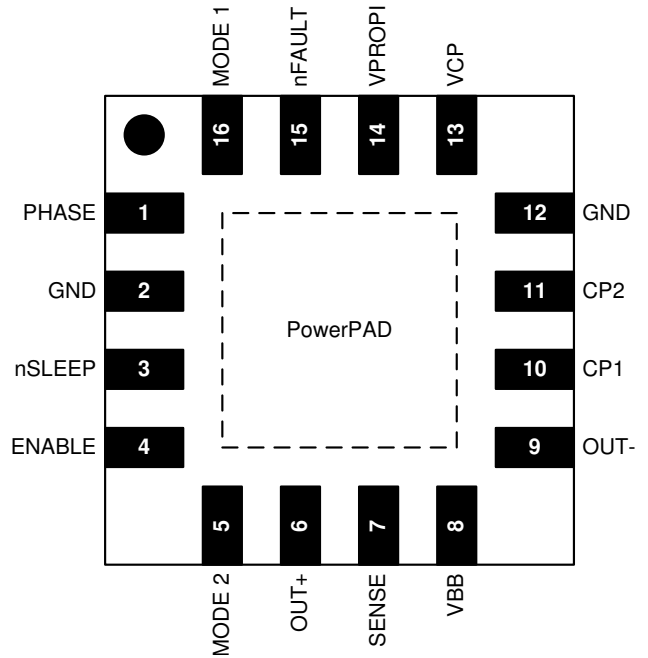 MODE 1
nFAULT
VPROPI
VCP
16
15
14
13
PHASE 1
12 GND
GND 2
11 CP2
PowerPAD
nSLEEP 3
10 CP1
ENABLE 4
9 OUT-
5
6
7
8
MODE 2
OUT+
SENSE
VBB